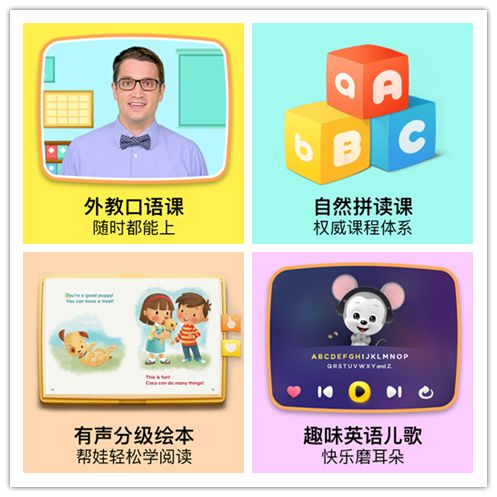 外教口语课
随时都能上
a A
b B C
自然拼读课
权威课程体系
You're a good puppy!
You can have a treat!
This is fun!
Coco can do many things!
有声分级绘本
帮娃轻松学阅读
ABCDEFGHIJKLMNOP
QRSTUVWXYand Z.
趣味英语儿歌
快乐磨耳朵